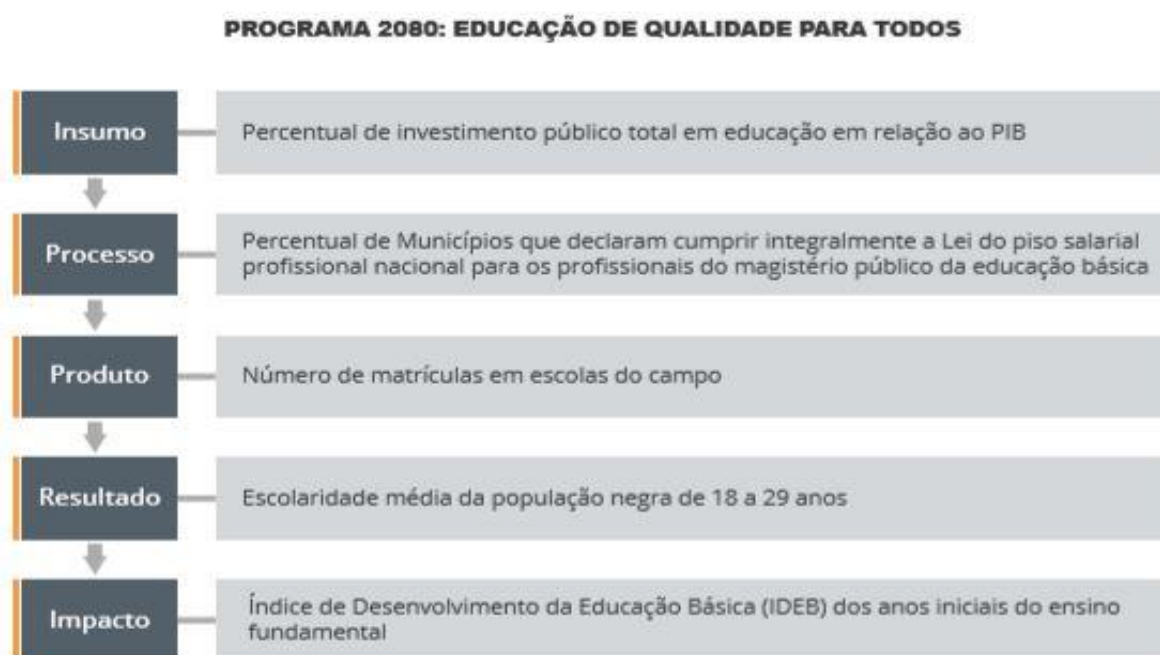 PROGRAMA 2080: EDUCAÇÃO DE QUALIDADE PARA TODOS
Insumo
Percentual de investimento público total em educação em relação ao PIB
Processo
Percentual de Municípios que declaram cumprir integralmente a Lei do piso salarial
profissional nacional para os profissionais do magistério público da educação básica
Produto
Número de matrículas em escolas do campo
Resultado
Escolaridade média da população negra de 18 a 29 anos
Impacto
Índice de Desenvolvimento da Educação Básica (IDEB) dos anos iniciais do ensino
fundamental